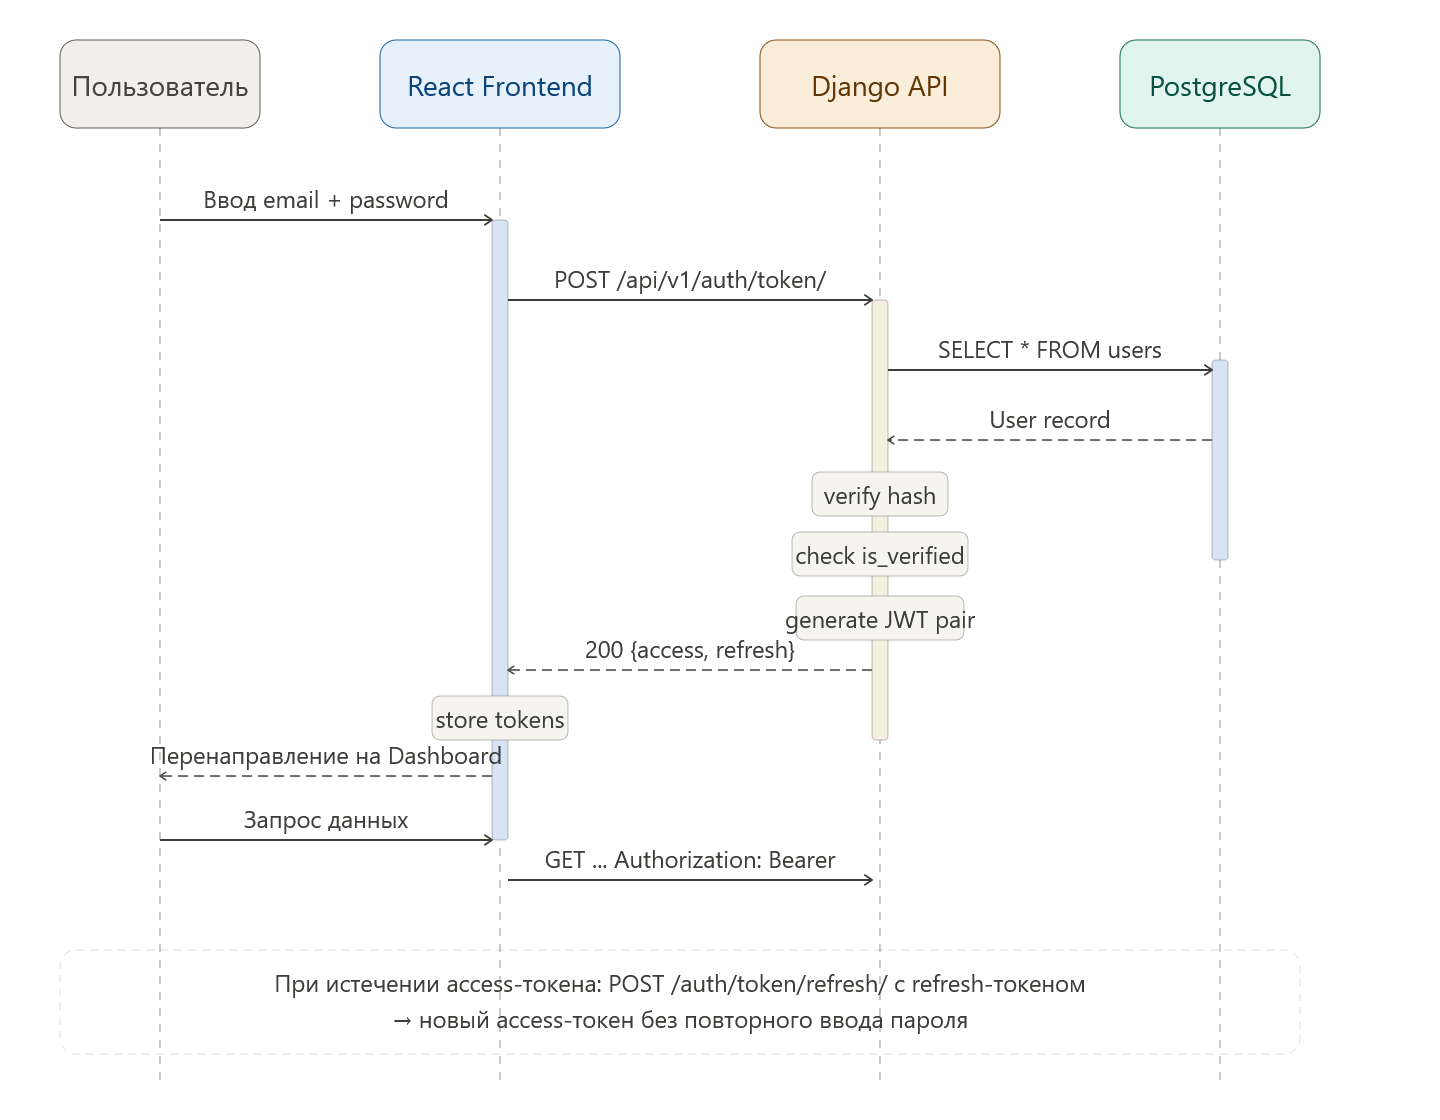 Пользователь
React Frontend
Django API
PostgreSQL
Ввод email + password
POST /api/v1/auth/token/
SELECT * FROM users
User record
verify hash
check is_verified
generate JWT pair
200 {access, refresh}
store tokens
Перенаправление на Dashboard
Запрос данных
GET ... Authorization: Bearer
При истечении access-токена: POST /auth/token/refresh/ с refresh-токеном
→ новый access-токен без повторного ввода пароля